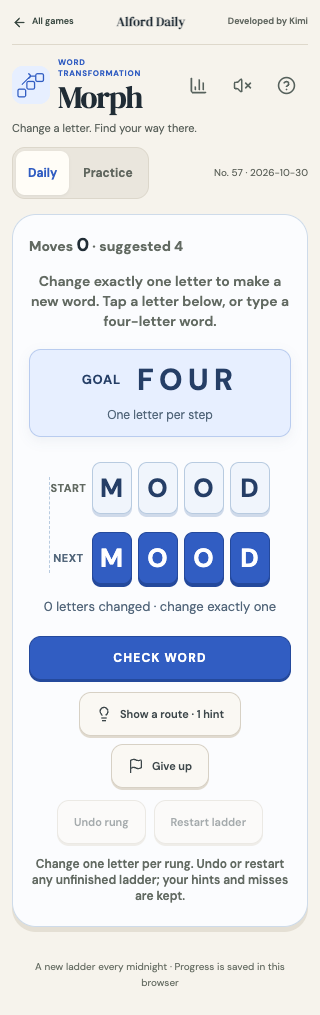 All games
Alford Daily
Developed by Kimi
WORD
TRANSFORMATION
Morph
Change a letter. Find your way there.
Daily
Practice
No. 57 · 2026-10-30
Moves 0 · suggested 4
Change exactly one letter to make a
new word. Tap a letter below, or type a
four-letter word.
GOAL FOUR
One letter per step
START M O O D
NEXT M O O D
0 letters changed · change exactly one
CHECK WORD
Show a route · 1 hint
Give up
Undo rung
Restart ladder
Change one letter per rung. Undo or restart
any unfinished ladder; your hints and misses
are kept.
A new ladder every midnight · Progress is saved in this
browser